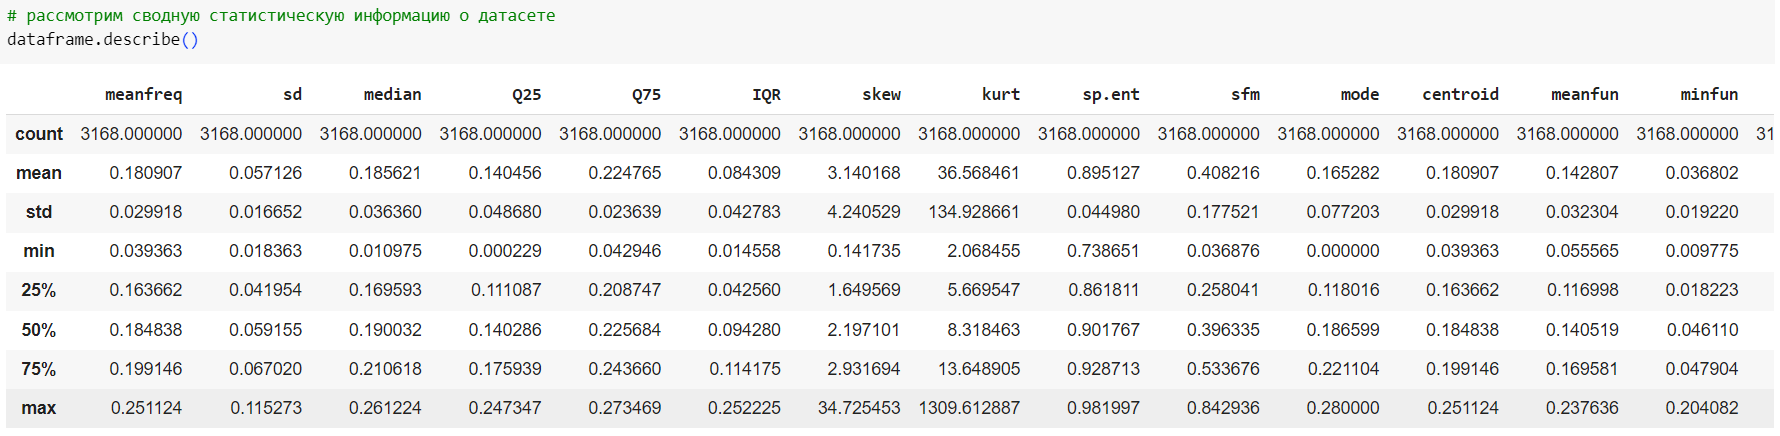 # рассмотрим сводную статистическую информацию о датасете
dataframe.describe()
meanfreq sd median Q25 Q75 IQR skew kurt sp.ent sfm mode centroid meanfun minfun
count 3168.000000 3168.000000 3168.000000 3168.000000 3168.000000 3168.000000 3168.000000 3168.000000 3168.000000 3168.000000 3168.000000 3168.000000 3168.000000 3168.000000 31
mean 0.180907 0.057126 0.185621 0.140456 0.224765 0.084309 3.140168 36.568461 0.895127 0.408216 0.165282 0.180907 0.142807 0.036802
std 0.029918 0.016652 0.036360 0.048680 0.023639 0.042783 4.240529 134.928661 0.044980 0.177521 0.077203 0.029918 0.032304 0.019220
min 0.039363 0.018363 0.010975 0.000229 0.042946 0.014558 0.141735 2.068455 0.738651 0.036876 0.000000 0.039363 0.055565 0.009775
25% 0.163662 0.041954 0.169593 0.111087 0.208747 0.042560 1.649569 5.669547 0.861811 0.258041 0.118016 0.163662 0.116998 0.018223
50% 0.184838 0.059155 0.190032 0.140286 0.225684 0.094280 2.197101 8.318463 0.901767 0.396335 0.186599 0.184838 0.140519 0.046110
75% 0.199146 0.067020 0.210618 0.175939 0.243660 0.114175 2.931694 13.648905 0.928713 0.533676 0.221104 0.199146 0.169581 0.047904
max 0.251124 0.115273 0.261224 0.247347 0.273469 0.252225 34.725453 1309.612887 0.981997 0.842936 0.280000 0.251124 0.237636 0.204082